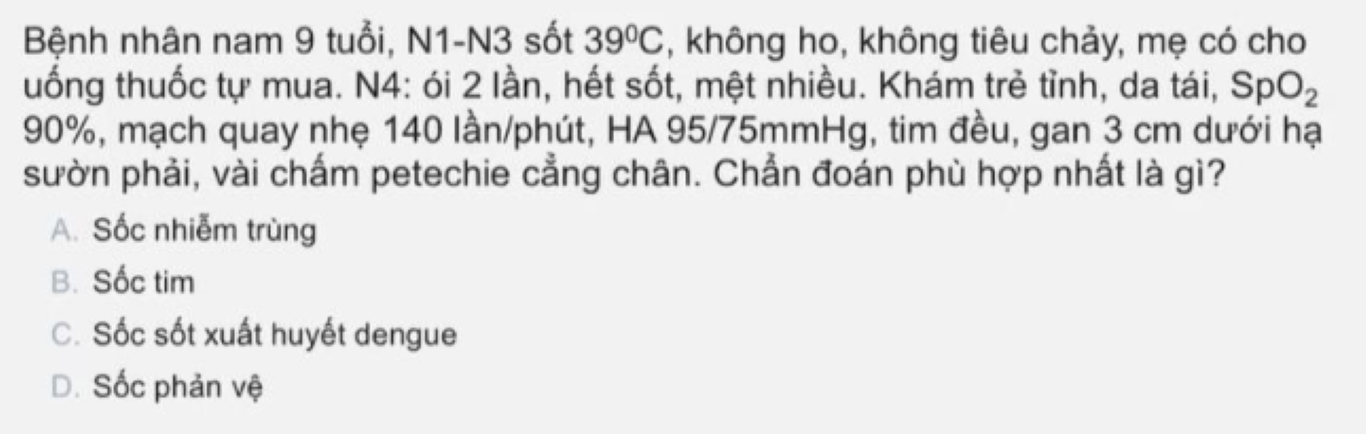 Bệnh nhân nam 9 tuổi, N1-N3 sốt 39⁰C, không ho, không tiêu chảy, mẹ có cho
uống thuốc tự mua. N4: ói 2 lần, hết sốt, mệt nhiều. Khám trẻ tỉnh, da tái, SpO₂
90%, mạch quay nhẹ 140 lần/phút, HA 95/75mmHg, tim đều, gan 3 cm dưới hạ
sườn phải, vài chấm petechie cẳng chân. Chẩn đoán phù hợp nhất là gì?
A. Sốc nhiễm trùng
B. Sốc tim
C. Sốc sốt xuất huyết dengue
D. Sốc phản vệ